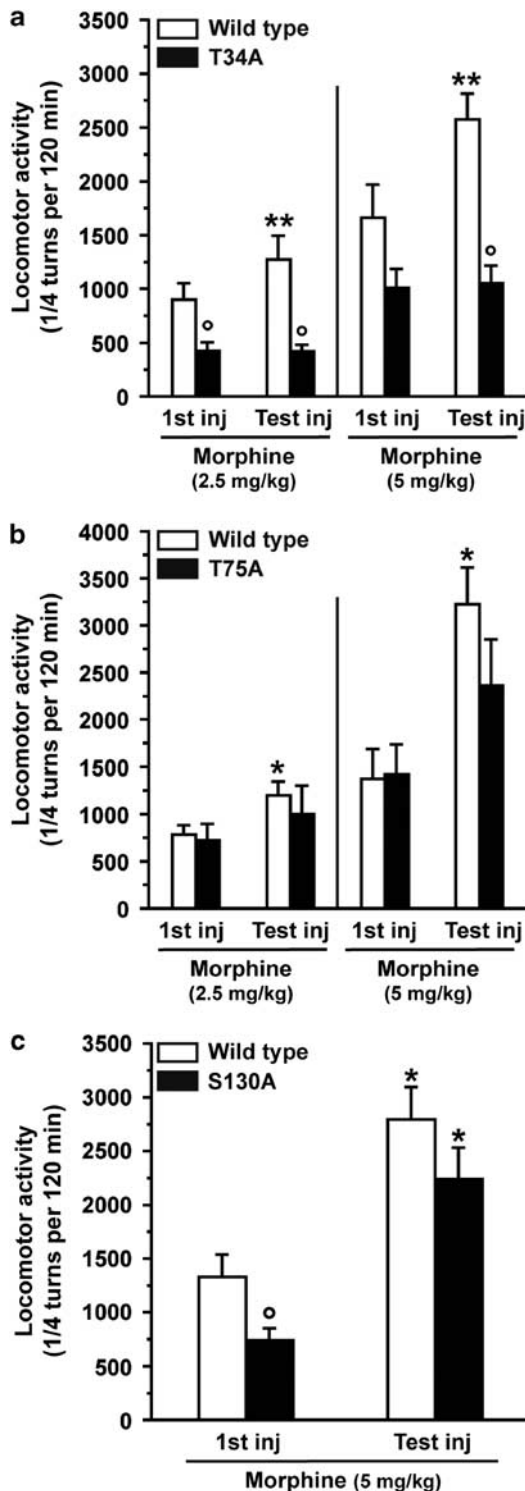 a
Wild type
T34A
Locomotor activity
(1/4 turns per 120 min)
3500
3000
2500
2000
1500
1000
500
0
**
**
°
°
°
1st inj Test inj 1st inj Test inj
Morphine Morphine
(2.5 mg/kg) (5 mg/kg)
b
Wild type
T75A
Locomotor activity
(1/4 turns per 120 min)
4000
3500
3000
2500
2000
1500
1000
500
0
*
*
1st inj Test inj 1st inj Test inj
Morphine Morphine
(2.5 mg/kg) (5 mg/kg)
c
Wild type
S130A
Locomotor activity
(1/4 turns per 120 min)
3500
3000
2500
2000
1500
1000
500
0
*
*
°
1st inj Test inj
Morphine (5 mg/kg)